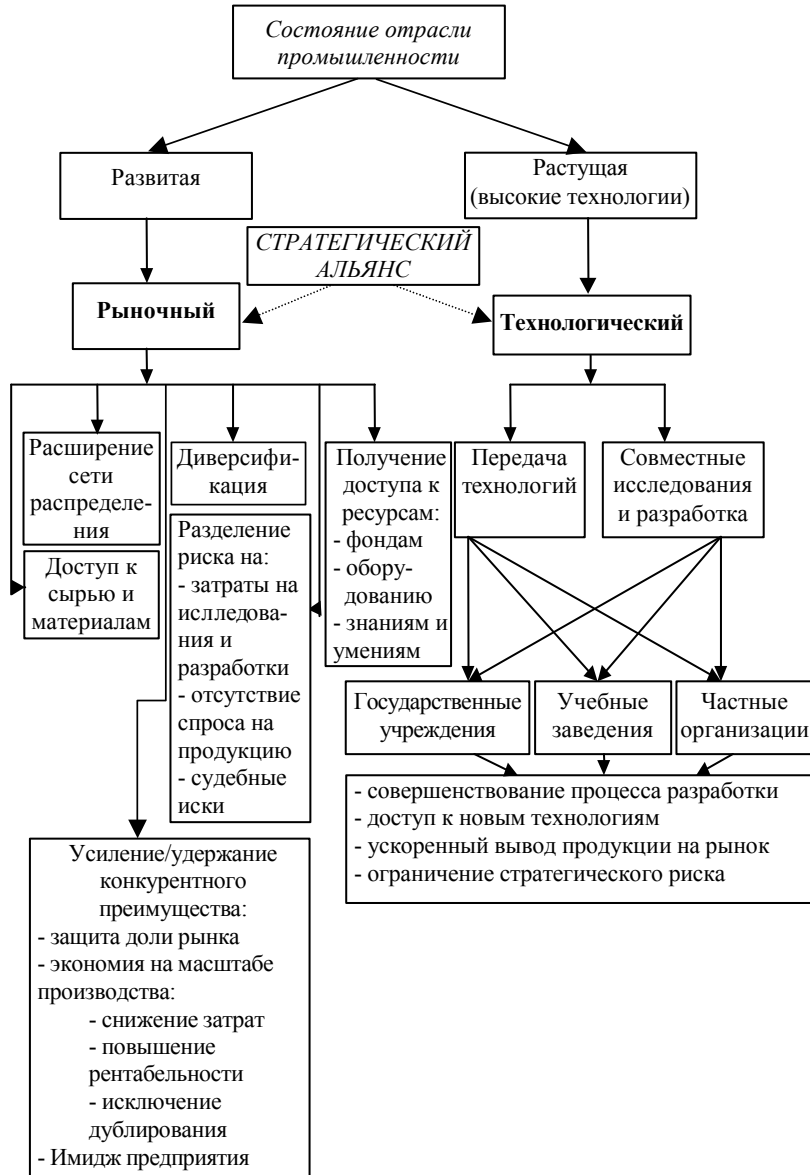 Состояние отрасли
промышленности
Развитая
Растущая
(высокие технологии)
СТРАТЕГИЧЕСКИЙ
АЛЬЯНС
Рыночный
Технологический
Расширение
сети
распределе-
ния
Доступ к
сырью и
материалам
Диверсифи-
кация
Разделение
риска на:
- затраты на
ислледова-
ния и
разработки
- отсутствие
спроса на
продукцию
- судебные
иски
Получение
доступа к
ресурсам:
- фондам
- обору-
дованию
- знаниям и
умениям
Передача
технологий
Совместные
исследования
и разработка
Государственные
учреждения
Учебные
заведения
Частные
организации
- совершенствование процесса разработки
- доступ к новым технологиям
- ускоренный вывод продукции на рынок
- ограничение стратегического риска
Усиление/удержание
конкурентного
преимущества:
- защита доли рынка
- экономия на масштабе
производства:
- снижение затрат
- повышение
рентабельности
- исключение
дублирования
- Имидж предприятия